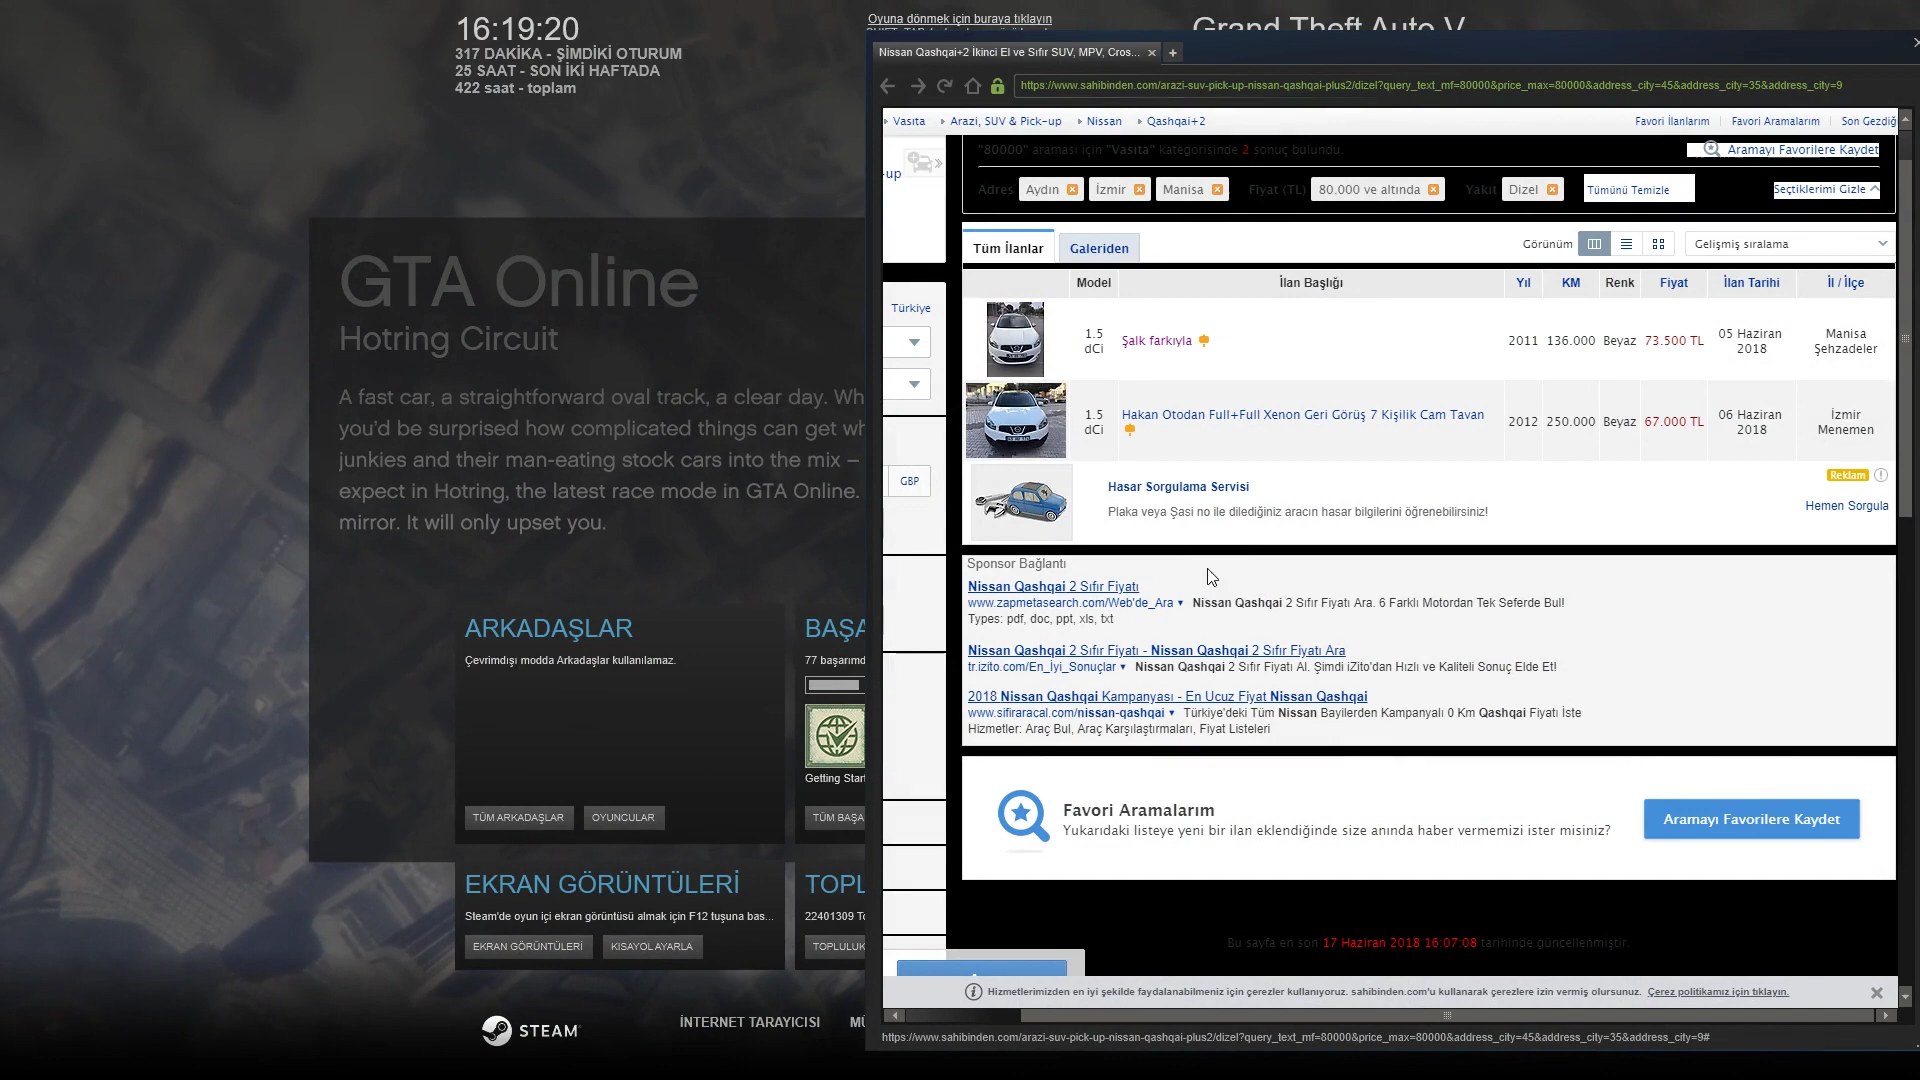 16:19:20
317 DAKİKA - ŞİMDİKİ OTURUM
25 SAAT - SON İKİ HAFTADA
422 saat - toplam
Oyuna dönmek için buraya tıklayın
Grand Theft Auto V
GTA Online
Hotring Circuit
A fast car, a straightforward oval track, a clear day. Wh
you'd be surprised how complicated things can get wh
junkies and their man-eating stock cars into the mix –
expect in Hotring, the latest race mode in GTA Online.
mirror. It will only upset you.
ARKADAŞLAR
Çevrimdışı modda Arkadaşlar kullanılamaz.
TÜM ARKADAŞLAR
OYUNCULAR
BAŞA
77 başarımd
Getting Start
TÜM BAŞA
EKRAN GÖRÜNTÜLERİ
Steam'de oyun içi ekran görüntüsü almak için F12 tuşuna bas...
EKRAN GÖRÜNTÜLERİ
KISAYOL AYARLA
TOPL
22401309 To
TOPLULUK
STEAM
İNTERNET TARAYICISI
MÜ
Nissan Qashqai+2 İkinci El ve Sıfır SUV, MPV, Cros...
https://www.sahibinden.com/arazi-suv-pick-up-nissan-qashqai-plus2/dizel?query_text_mf=80000&price_max=80000&address_city=45&address_city=35&address_city=9
Vasıta
Arazi, SUV & Pick-up
Nissan
Qashqai+2
Favori İlanlarım
Favori Aramalarım
Son Gezdiğ
-up
"80000" araması için "Vasıta" kategorisinde 2 sonuç bulundu.
Aramayı Favorilere Kaydet
Adres
Aydın
İzmir
Manisa
Fiyat (TL)
80.000 ve altında
Yakıt
Dizel
Tümünü Temizle
Seçtiklerimi Gizle
Tüm İlanlar
Galeriden
Görünüm
Gelişmiş sıralama
Türkiye
GBP
Model
İlan Başlığı
Yıl
KM
Renk
Fiyat
İlan Tarihi
İl / İlçe
1.5 dCi
Şalk farkıyla
2011
136.000
Beyaz
73.500 TL
05 Haziran 2018
Manisa Şehzadeler
1.5 dCi
Hakan Otodan Full+Full Xenon Geri Görüş 7 Kişilik Cam Tavan
2012
250.000
Beyaz
67.000 TL
06 Haziran 2018
İzmir Menemen
Hasar Sorgulama Servisi
Plaka veya Şasi no ile dilediğiniz aracın hasar bilgilerini öğrenebilirsiniz!
Reklam
Hemen Sorgula
Sponsor Bağlantı
Nissan Qashqai 2 Sıfır Fiyatı
www.zapmetasearch.com/Web'de_Ara Nissan Qashqai 2 Sıfır Fiyatı Ara. 6 Farklı Motordan Tek Seferde Bul!
Types: pdf, doc, ppt, xls, txt
Nissan Qashqai 2 Sıfır Fiyatı - Nissan Qashqai 2 Sıfır Fiyatı Ara
tr.izito.com/En_İyi_Sonuçlar Nissan Qashqai 2 Sıfır Fiyatı Al. Şimdi iZito'dan Hızlı ve Kaliteli Sonuç Elde Et!
2018 Nissan Qashqai Kampanyası - En Ucuz Fiyat Nissan Qashqai
www.sifiraracal.com/nissan-qashqai Türkiye'deki Tüm Nissan Bayilerden Kampanyalı 0 Km Qashqai Fiyatı İste
Hizmetler: Araç Bul, Araç Karşılaştırmaları, Fiyat Listeleri
Favori Aramalarım
Yukarıdaki listeye yeni bir ilan eklendiğinde size anında haber vermemizi ister misiniz?
Aramayı Favorilere Kaydet
Bu sayfa en son 17 Haziran 2018 16:07:08 tarihinde güncellenmiştir.
Hizmetlerimizden en iyi şekilde faydalanabilmeniz için çerezler kullanıyoruz. sahibinden.com'u kullanarak çerezlere izin vermiş olursunuz. Çerez politikamız için tıklayın.
https://www.sahibinden.com/arazi-suv-pick-up-nissan-qashqai-plus2/dizel?query_text_mf=80000&price_max=80000&address_city=45&address_city=35&address_city=9#